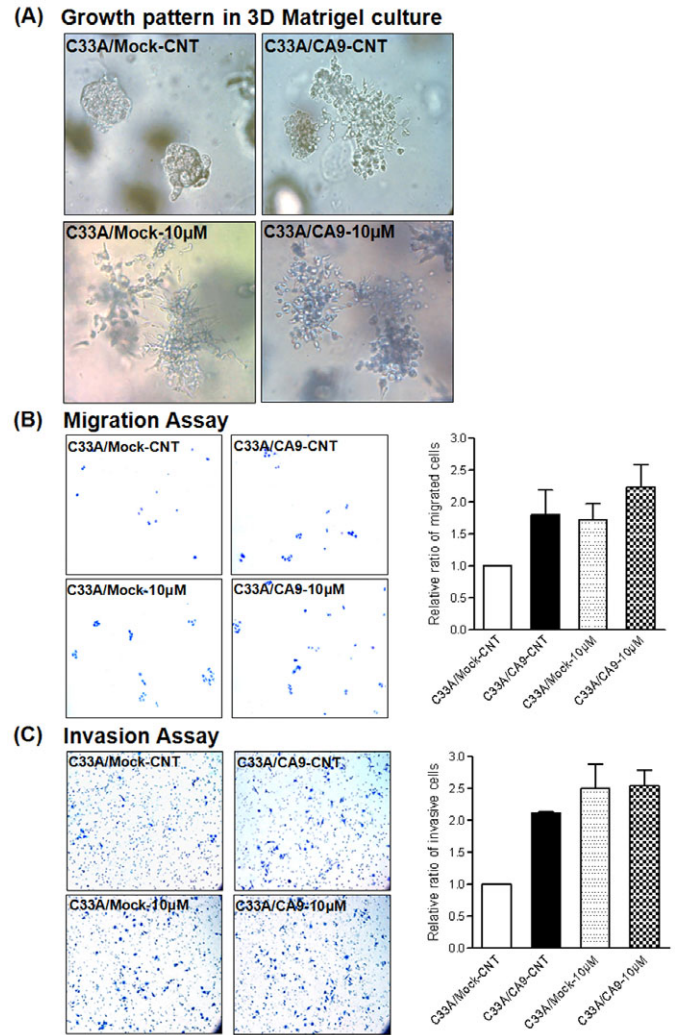 (A) Growth pattern in 3D Matrigel culture
C33A/Mock-CNT
C33A/CA9-CNT
C33A/Mock-10μM
C33A/CA9-10μM
(B) Migration Assay
C33A/Mock-CNT
C33A/CA9-CNT
C33A/Mock-10μM
C33A/CA9-10μM
Relative ratio of migrated cells
3.0
2.5
2.0
1.5
1.0
0.5
0.0
C33A/Mock-CNT
C33A/CA9-CNT
C33A/Mock-10μM
C33A/CA9-10μM
(C) Invasion Assay
C33A/Mock-CNT
C33A/CA9-CNT
C33A/Mock-10μM
C33A/CA9-10μM
Relative ratio of invasive cells
3.0
2.5
2.0
1.5
1.0
0.5
0.0
C33A/Mock-CNT
C33A/CA9-CNT
C33A/Mock-10μM
C33A/CA9-10μM